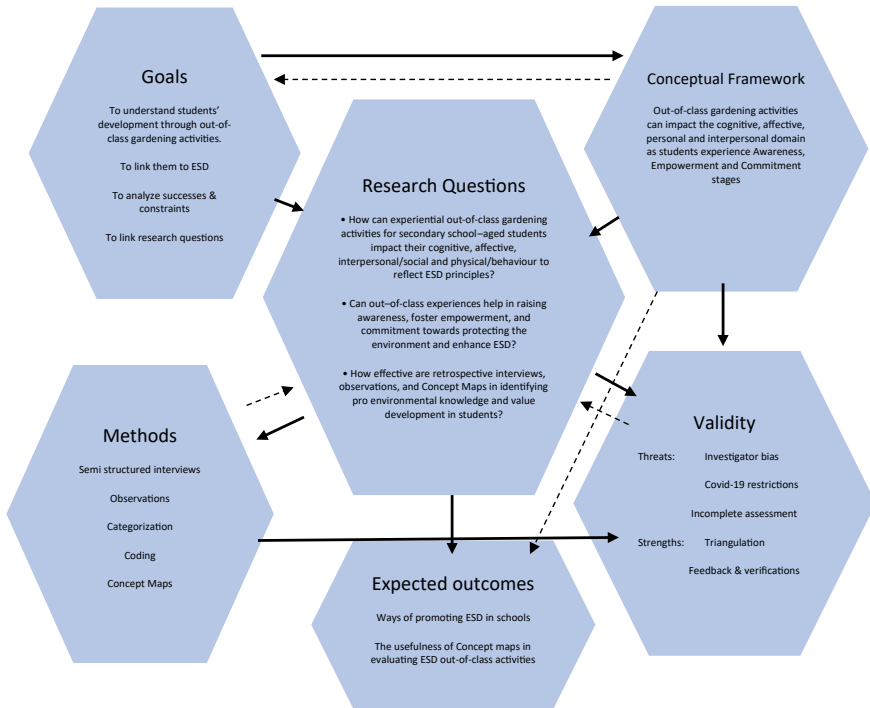 Goals
To understand students’
development through out-of-
class gardening activities.
To link them to ESD
To analyze successes &
constraints
To link research questions
Conceptual Framework
Out-of-class gardening activities
can impact the cognitive, affective,
personal and interpersonal domain
as students experience Awareness,
Empowerment and Commitment
stages
Research Questions
• How can experiential out-of-class gardening
activities for secondary school–aged students
impact their cognitive, affective,
interpersonal/social and physical/behaviour to
reflect ESD principles?
• Can out–of-class experiences help in raising
awareness, foster empowerment, and
commitment towards protecting the
environment and enhance ESD?
• How effective are retrospective interviews,
observations, and Concept Maps in identifying
pro environmental knowledge and value
development in students?
Methods
Semi structured interviews
Observations
Categorization
Coding
Concept Maps
Validity
Threats: Investigator bias
Covid-19 restrictions
Incomplete assessment
Strengths: Triangulation
Feedback & verifications
Expected outcomes
Ways of promoting ESD in schools
The usefulness of Concept maps in
evaluating ESD out-of-class activities